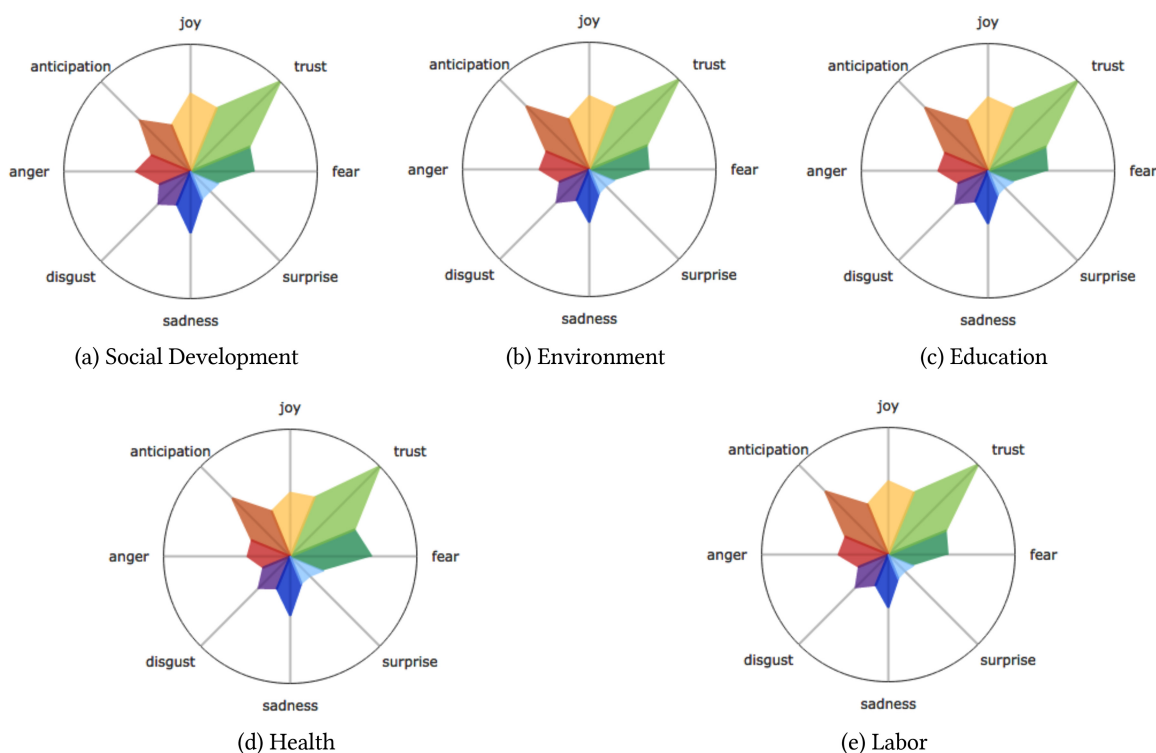 joy
anticipation
trust
anger
fear
disgust
surprise
sadness
(a) Social Development
joy
anticipation
trust
anger
fear
disgust
surprise
sadness
(b) Environment
joy
anticipation
trust
anger
fear
disgust
surprise
sadness
(c) Education
joy
anticipation
trust
anger
fear
disgust
surprise
sadness
(d) Health
joy
anticipation
trust
anger
fear
disgust
surprise
sadness
(e) Labor